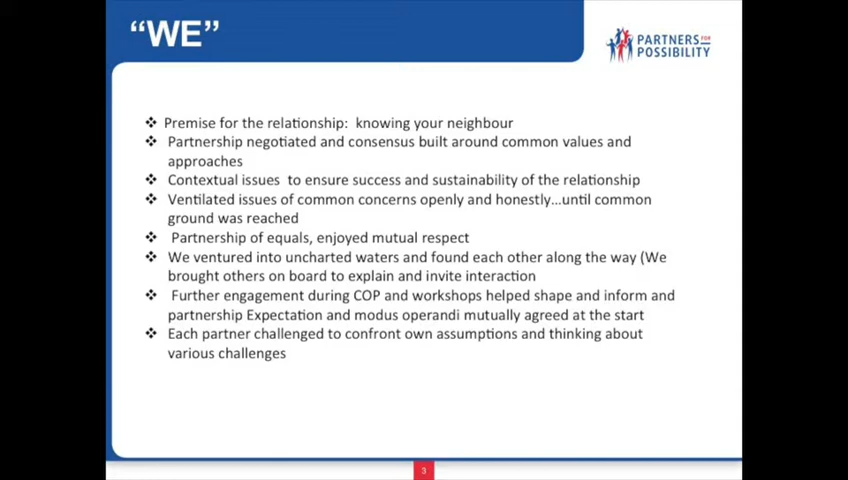 “WE”
PARTNERS FOR
POSSIBILITY
❖ Premise for the relationship: knowing your neighbour
❖ Partnership negotiated and consensus built around common values and
approaches
❖ Contextual issues to ensure success and sustainability of the relationship
❖ Ventilated issues of common concerns openly and honestly…until common
ground was reached
❖ Partnership of equals, enjoyed mutual respect
❖ We ventured into uncharted waters and found each other along the way (We
brought others on board to explain and invite interaction
❖ Further engagement during COP and workshops helped shape and inform and
partnership Expectation and modus operandi mutually agreed at the start
❖ Each partner challenged to confront own assumptions and thinking about
various challenges
3